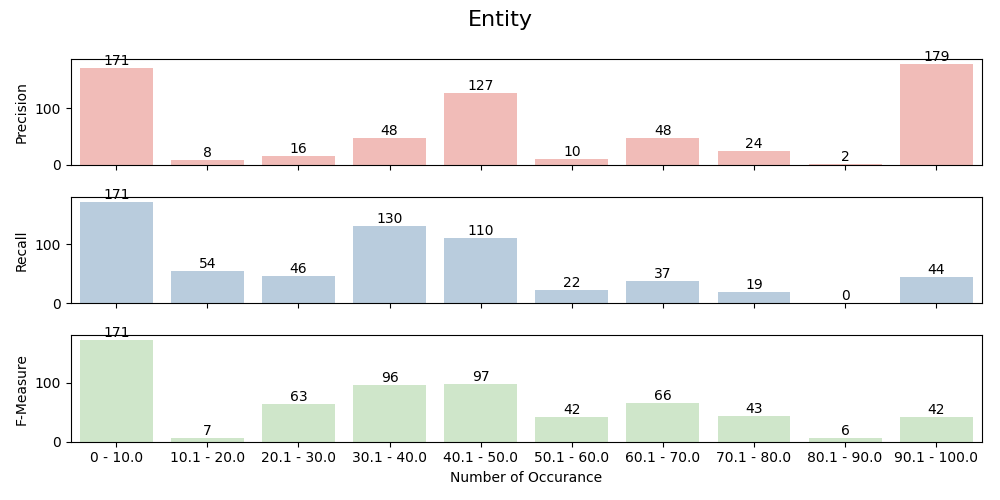 Entity
Precision
100
0
171 8 16 48 127 10 48 24 2 179
Recall
100
0
171 54 46 130 110 22 37 19 0 44
F-Measure
100
0
171 7 63 96 97 42 66 43 6 42
0 - 10.0 10.1 - 20.0 20.1 - 30.0 30.1 - 40.0 40.1 - 50.0 50.1 - 60.0 60.1 - 70.0 70.1 - 80.0 80.1 - 90.0 90.1 - 100.0
Number of Occurance